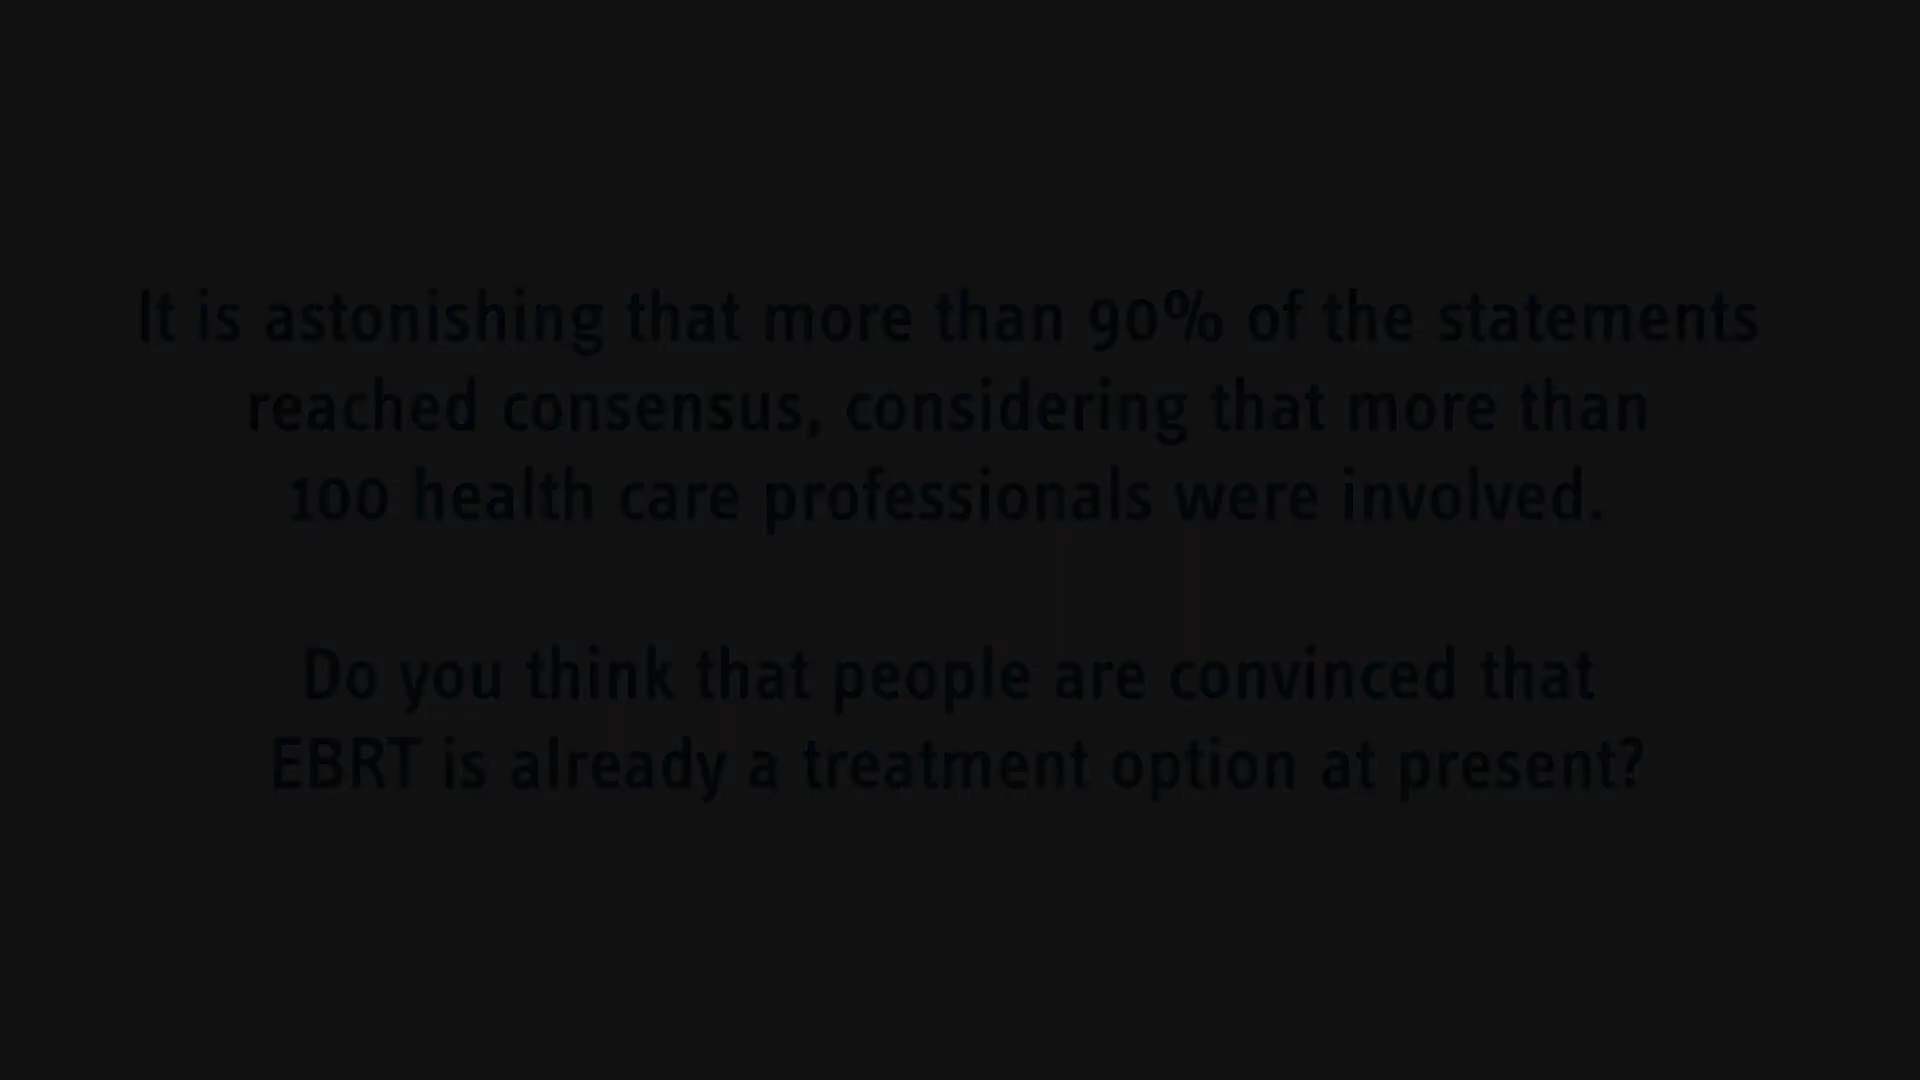 It is astonishing that more than 90% of the statements
reached consensus, considering that more than
100 health care professionals were involved.
Do you think that people are convinced that
EBRT is already a treatment option at present?